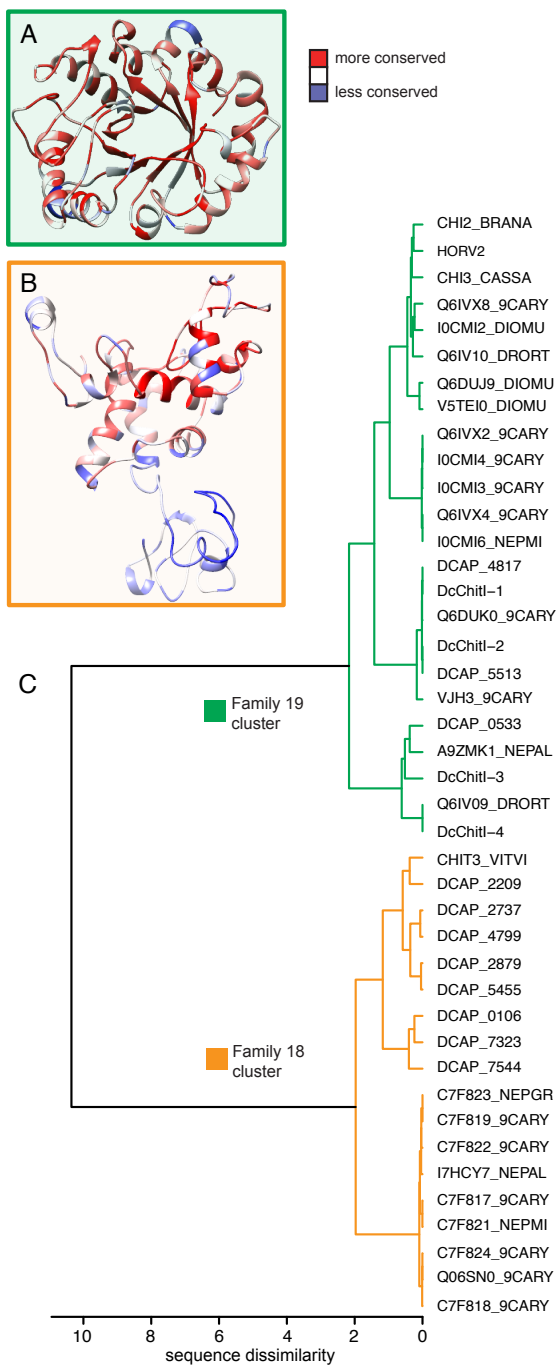 A
more conserved
less conserved
B
C
Family 19
cluster
Family 18
cluster
CHI2_BRANA
HORV2
CHI3_CASSA
Q6IVX8_9CARY
I0CMI2_DIOMU
Q6IV10_DRORT
Q6DUJ9_DIOMU
V5TEI0_DIOMU
Q6IVX2_9CARY
I0CMI4_9CARY
I0CMI3_9CARY
Q6IVX4_9CARY
I0CMI6_NEPMI
DCAP_4817
DcChitI−1
Q6DUK0_9CARY
DcChitI−2
DCAP_5513
VJH3_9CARY
DCAP_0533
A9ZMK1_NEPAL
DcChitI−3
Q6IV09_DRORT
DcChitI−4
CHIT3_VITVI
DCAP_2209
DCAP_2737
DCAP_4799
DCAP_2879
DCAP_5455
DCAP_0106
DCAP_7323
DCAP_7544
C7F823_NEPGR
C7F819_9CARY
C7F822_9CARY
I7HCY7_NEPAL
C7F817_9CARY
C7F821_NEPMI
C7F824_9CARY
Q06SN0_9CARY
C7F818_9CARY
10 8 6 4 2 0
sequence dissimilarity